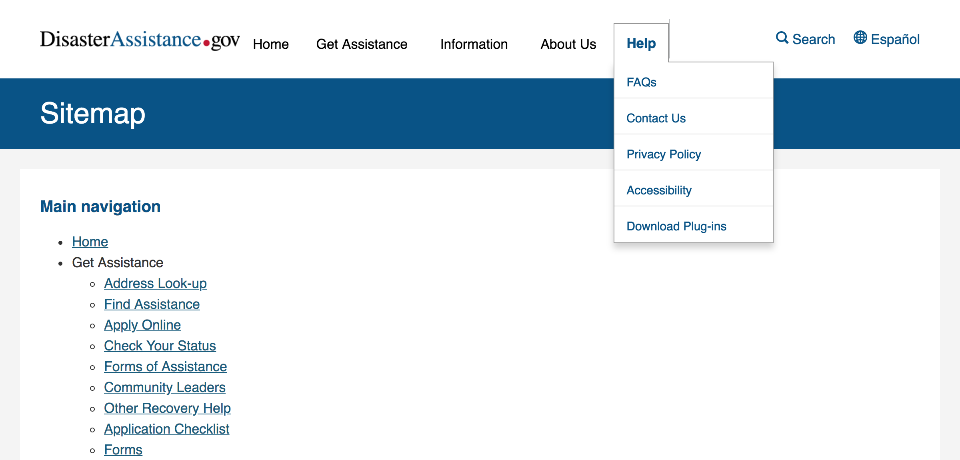 DisasterAssistance.gov Home Get Assistance Information About Us Help Search Español
FAQs
Contact Us
Privacy Policy
Accessibility
Download Plug-ins
Sitemap
Main navigation
Home
Get Assistance
Address Look-up
Find Assistance
Apply Online
Check Your Status
Forms of Assistance
Community Leaders
Other Recovery Help
Application Checklist
Forms